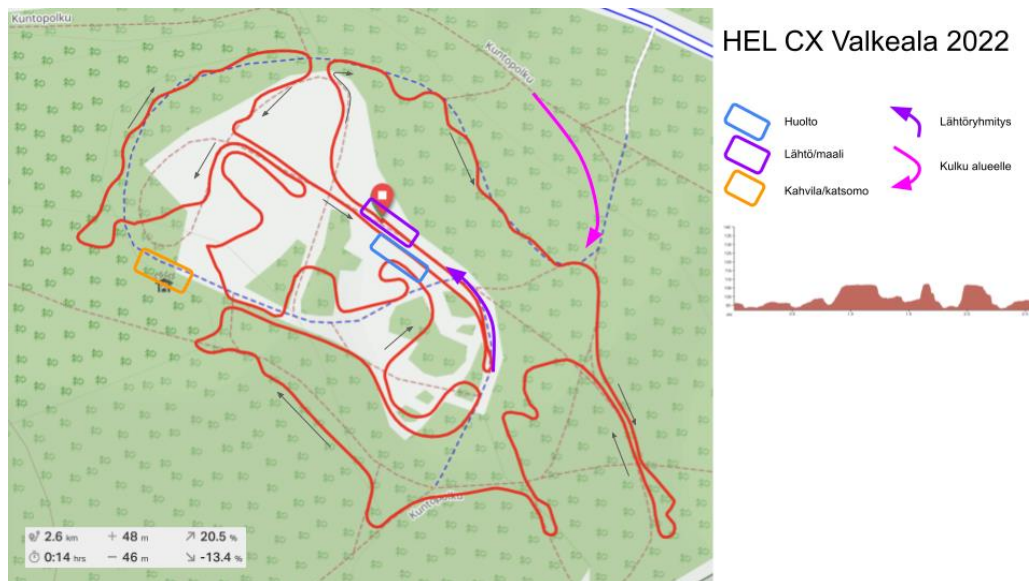 Kuntopolku
Kuntopolku
HEL CX Valkeala 2022
Huolto
Lähtöryhmitys
Lähtö/maali
Kulku alueelle
Kahvila/katsomo
Kuntopolku
2.6 km + 48 m 20.5 %
0:14 hrs − 46 m -13.4 %